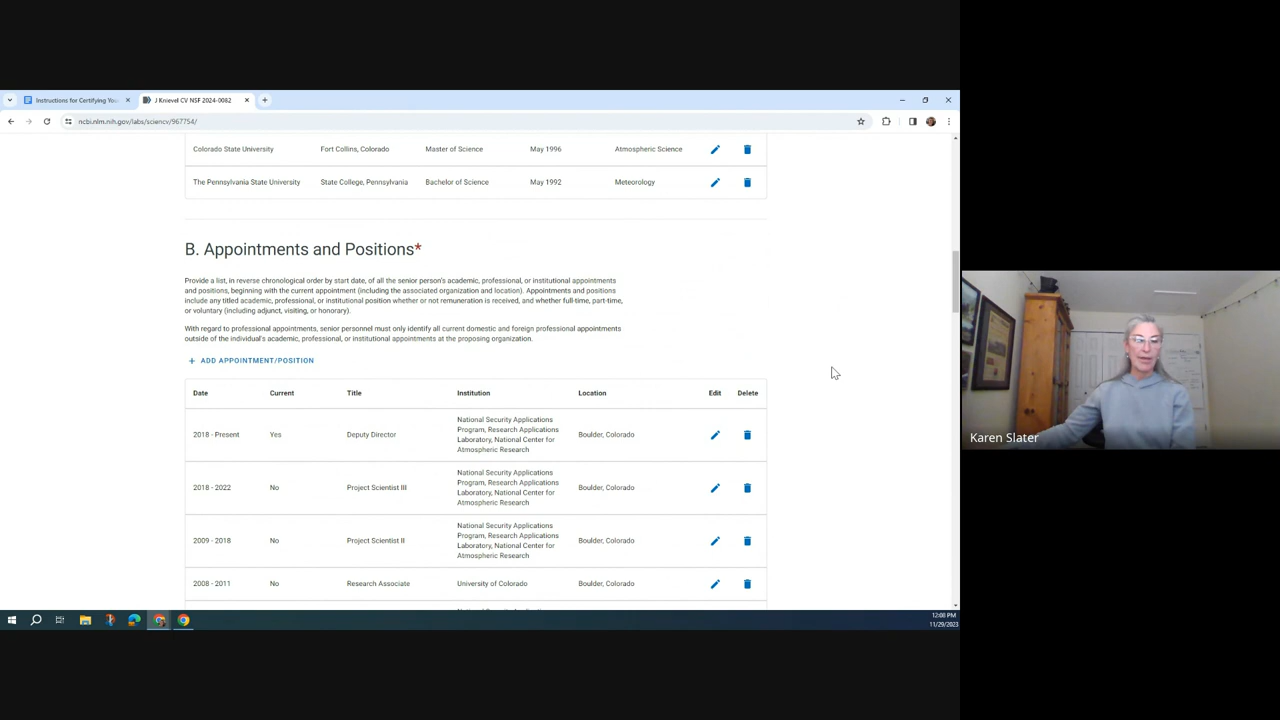 Instructions for Certifying You
J Knievel CV NSF 2024-0082
ncbi.nlm.nih.gov/labs/sciencv/967754/
Colorado State University Fort Collins, Colorado Master of Science May 1996 Atmospheric Science
The Pennsylvania State University State College, Pennsylvania Bachelor of Science May 1992 Meteorology
B. Appointments and Positions*
Provide a list, in reverse chronological order by start date, of all the senior person's academic, professional, or institutional appointments
and positions, beginning with the current appointment (including the associated organization and location). Appointments and positions
include any titled academic, professional, or institutional position whether or not remuneration is received, and whether full-time, part-time,
or voluntary (including adjunct, visiting, or honorary).
With regard to professional appointments, senior personnel must only identify all current domestic and foreign professional appointments
outside of the individual's academic, professional, or institutional appointments at the proposing organization.
+ ADD APPOINTMENT/POSITION
Date Current Title Institution Location Edit Delete
National Security Applications
Program, Research Applications
2018 - Present Yes Deputy Director Boulder, Colorado
Laboratory, National Center for
Atmospheric Research
National Security Applications
Program, Research Applications
2018 - 2022 No Project Scientist III Boulder, Colorado
Laboratory, National Center for
Atmospheric Research
National Security Applications
Program, Research Applications
2009 - 2018 No Project Scientist II Boulder, Colorado
Laboratory, National Center for
Atmospheric Research
2008 - 2011 No Research Associate University of Colorado Boulder, Colorado
12:08 PM
11/29/2023
Karen Slater